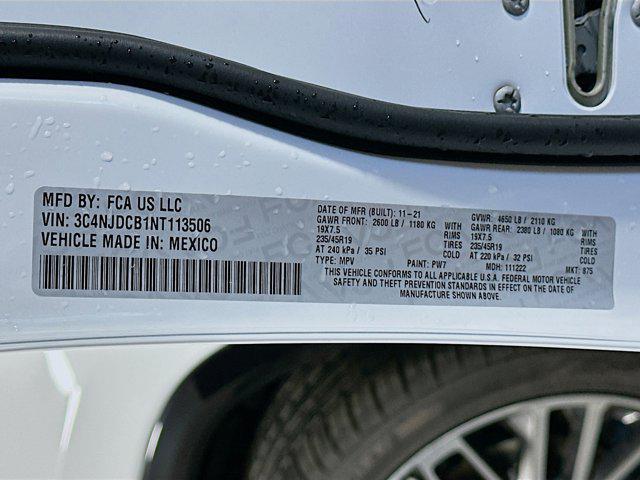 MFD BY: FCA US LLC
VIN: 3C4NJDCB1NT113506
VEHICLE MADE IN: MEXICO
DATE OF MFR (BUILT): 11-21 GVWR: 4650 LB / 2110 KG
GAWR FRONT: 2600 LB / 1180 KG WITH GAWR REAR: 2380 LB / 1080 KG WITH
19X7.5 RIMS 19X7.5 RIMS
235/45R19 TIRES 235/45R19 TIRES
AT 240 kPa / 35 PSI COLD AT 220 kPa / 32 PSI COLD
TYPE: MPV PAINT: PW7 MDH: 111222 MKT: 875
THIS VEHICLE CONFORMS TO ALL APPLICABLE U.S.A. FEDERAL MOTOR VEHICLE
SAFETY AND THEFT PREVENTION STANDARDS IN EFFECT ON THE DATE OF
MANUFACTURE SHOWN ABOVE.